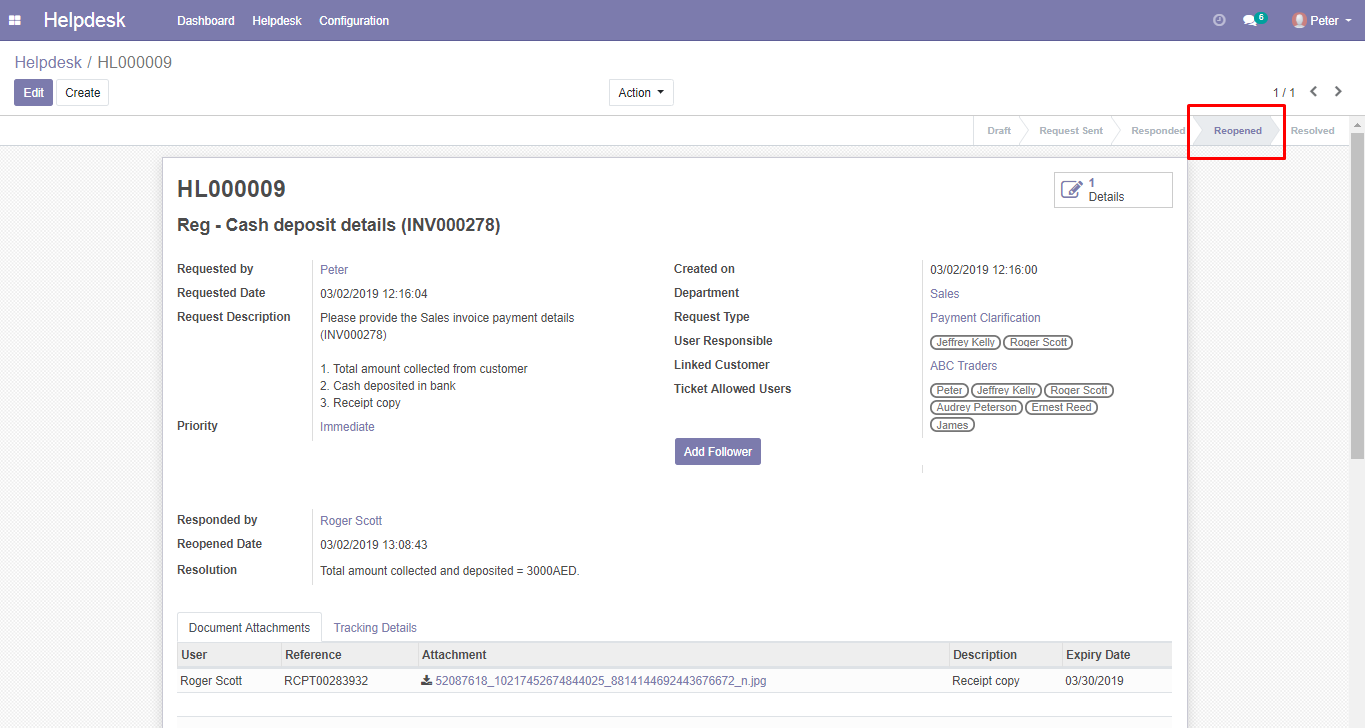 Helpdesk Dashboard Helpdesk Configuration 6 Peter
Helpdesk / HL000009
Edit Create Action 1 / 1
Draft Request Sent Responded Reopened Resolved
HL000009
1
Details
Reg - Cash deposit details (INV000278)
Requested by Peter
Requested Date 03/02/2019 12:16:04
Request Description Please provide the Sales invoice payment details
(INV000278)
1. Total amount collected from customer
2. Cash deposited in bank
3. Receipt copy
Priority Immediate
Created on 03/02/2019 12:16:00
Department Sales
Request Type Payment Clarification
User Responsible Jeffrey Kelly Roger Scott
Linked Customer ABC Traders
Ticket Allowed Users Peter Jeffrey Kelly Roger Scott
Audrey Peterson Ernest Reed
James
Add Follower
Responded by Roger Scott
Reopened Date 03/02/2019 13:08:43
Resolution Total amount collected and deposited = 3000AED.
Document Attachments Tracking Details
User Reference Attachment Description Expiry Date
Roger Scott RCPT00283932 52087618_10217452674844025_8814144692443676672_n.jpg Receipt copy 03/30/2019